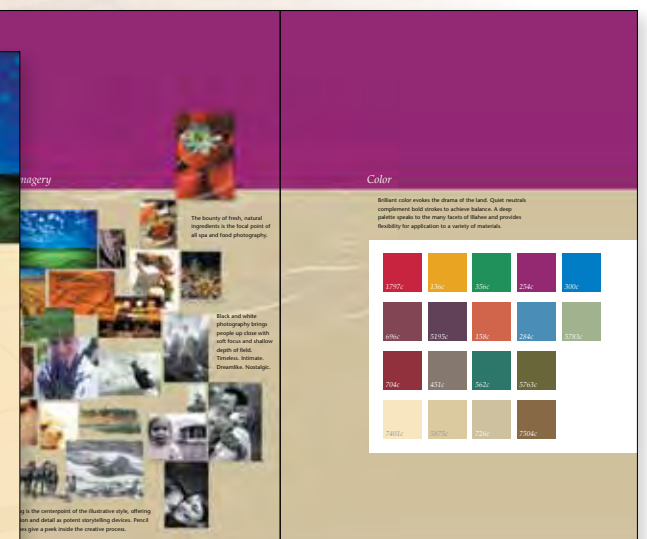 magery
The bounty of fresh, natural
ingredients is the focal point of
all spa and food photography.
Black and white
photography brings
people up close with
soft focus and shallow
depth of field.
Timeless. Intimate.
Dreamlike. Nostalgic.
is the centerpoint of the illustrative style, offering
and detail as potent storytelling devices. Pencil
give a peek inside the creative process.
Color
Brilliant color evokes the drama of the land. Quiet neutrals
complement bold strokes to achieve balance. A deep
palette speaks to the many facets of Illahee and provides
flexibility for application to a variety of materials.
1797c 136c 356c 254c 300c
696c 5195c 158c 284c 5783c
704c 451c 562c 5763c
7401c 5875c 726c 7504c